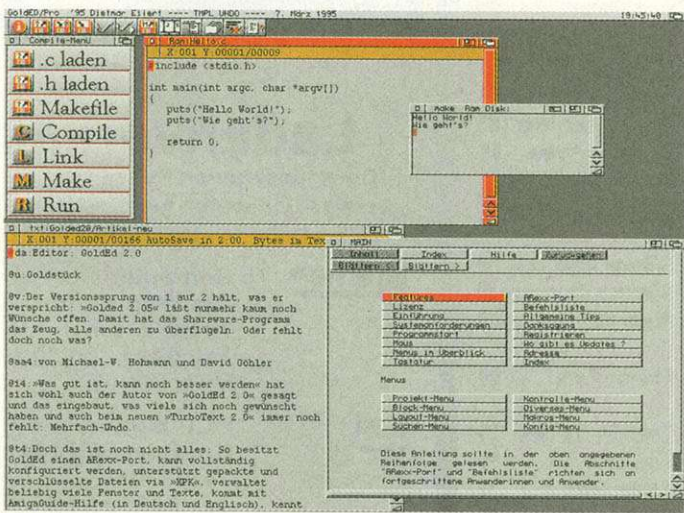 GoldED/Pro '95 Dietmar Eilert ---- TMPL UNDO ---- 7. März 1995
19:43:40
Compile-Menü
.c laden
.h laden
Makefile
C Compile
L Link
M Make
R Run
Ram:Hello.c
X:001 Y:00001/00009
#include <stdio.h>
int main(int argc, char *argv[])
{
puts("Hello World!");
puts("Wie geht's?");
return 0;
}
make Ram Disk:
Hello World!
Wie geht's?
txt:Golded20/Artikel-neu
X:001 Y:00001/00166 AutoSave in 2:00, Bytes im Tex
da:Editor: GoldEd 2.0
@u:Goldstück
@v:Der Versionssprung von 1 auf 2 hält, was er
verspricht: »Golded 2.05« läßt nunmehr kaum noch
Wünsche offen. Damit hat das Shareware-Programm
das Zeug, alle anderen zu überflügeln. Oder fehlt
doch noch was?
@aa4:von Michael-W. Hohmann und David Göhler
@i4:»Was gut ist, kann noch besser werden« hat
sich wohl auch der Autor von »GoldEd 2.0« gesagt
und das eingebaut, was viele sich noch gewünscht
haben und auch beim neuen »TurboText 2.0« immer noch
fehlt: Mehrfach-Undo.
@t4:Doch das ist noch nicht alles: So besitzt
GoldEd einen ARexx-Port, kann vollständig
konfiguriert werden, unterstützt gepackte und
verschlüsselte Dateien via »XPK«, verwaltet
beliebig viele Fenster und Texte, kommt mit
AmigaGuide-Hilfe (in Deutsch und Englisch), kennt
MAIN
Inhalt Index Hilfe Zurückgehen
Blättern < Blättern >
Features ARexx-Port
Lizenz Befehlsliste
Einführung Allgemeine Tips
Systemanforderungen Danksagung
Programmstart Registrieren
Maus Wo gibt es Updates ?
Menus im Überblick Adresse
Tastatur Index
Menus
Projekt-Menu Kontrolle-Menu
Block-Menu Diverses-Menu
Layout-Menu Makros-Menu
Suchen-Menu Konfig-Menu
Diese Anleitung sollte in der oben angegebenen
Reihenfolge gelesen werden. Die Abschnitte
"ARexx-Port" und "Befehlsliste" richten sich an
fortgeschrittene Anwenderinnen und Anwender.